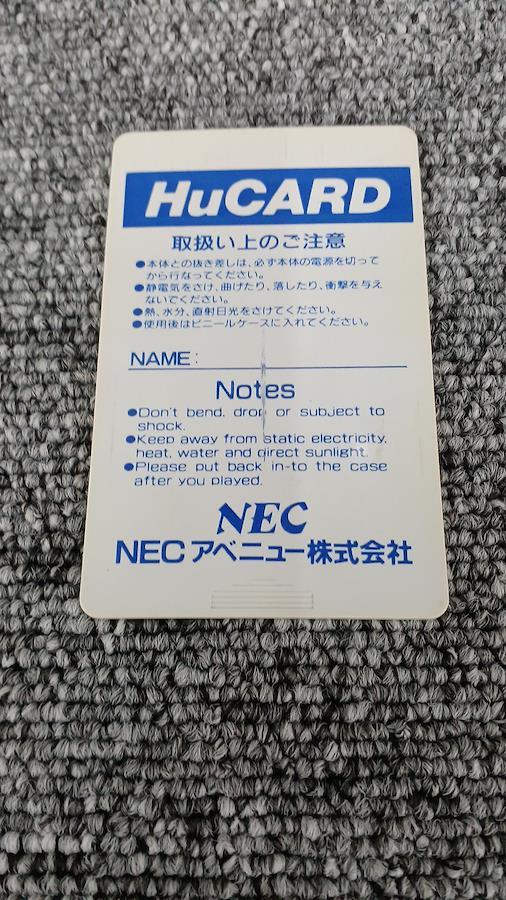 HuCARD
取扱い上のご注意
●本体との抜き差しは、必ず本体の電源を切って
から行なってください。
●静電気をさけ、曲げたり、落したり、衝撃を与え
ないでください。
●熱、水分、直射日光をさけてください。
●使用後はビニールケースに入れてください。
NAME:
Notes
●Don't bend, drop or subject to
shock.
●Keep away from static electricity,
heat, water and direct sunlight.
●Please put back in-to the case
after you played.
NEC
NECアベニュー株式会社